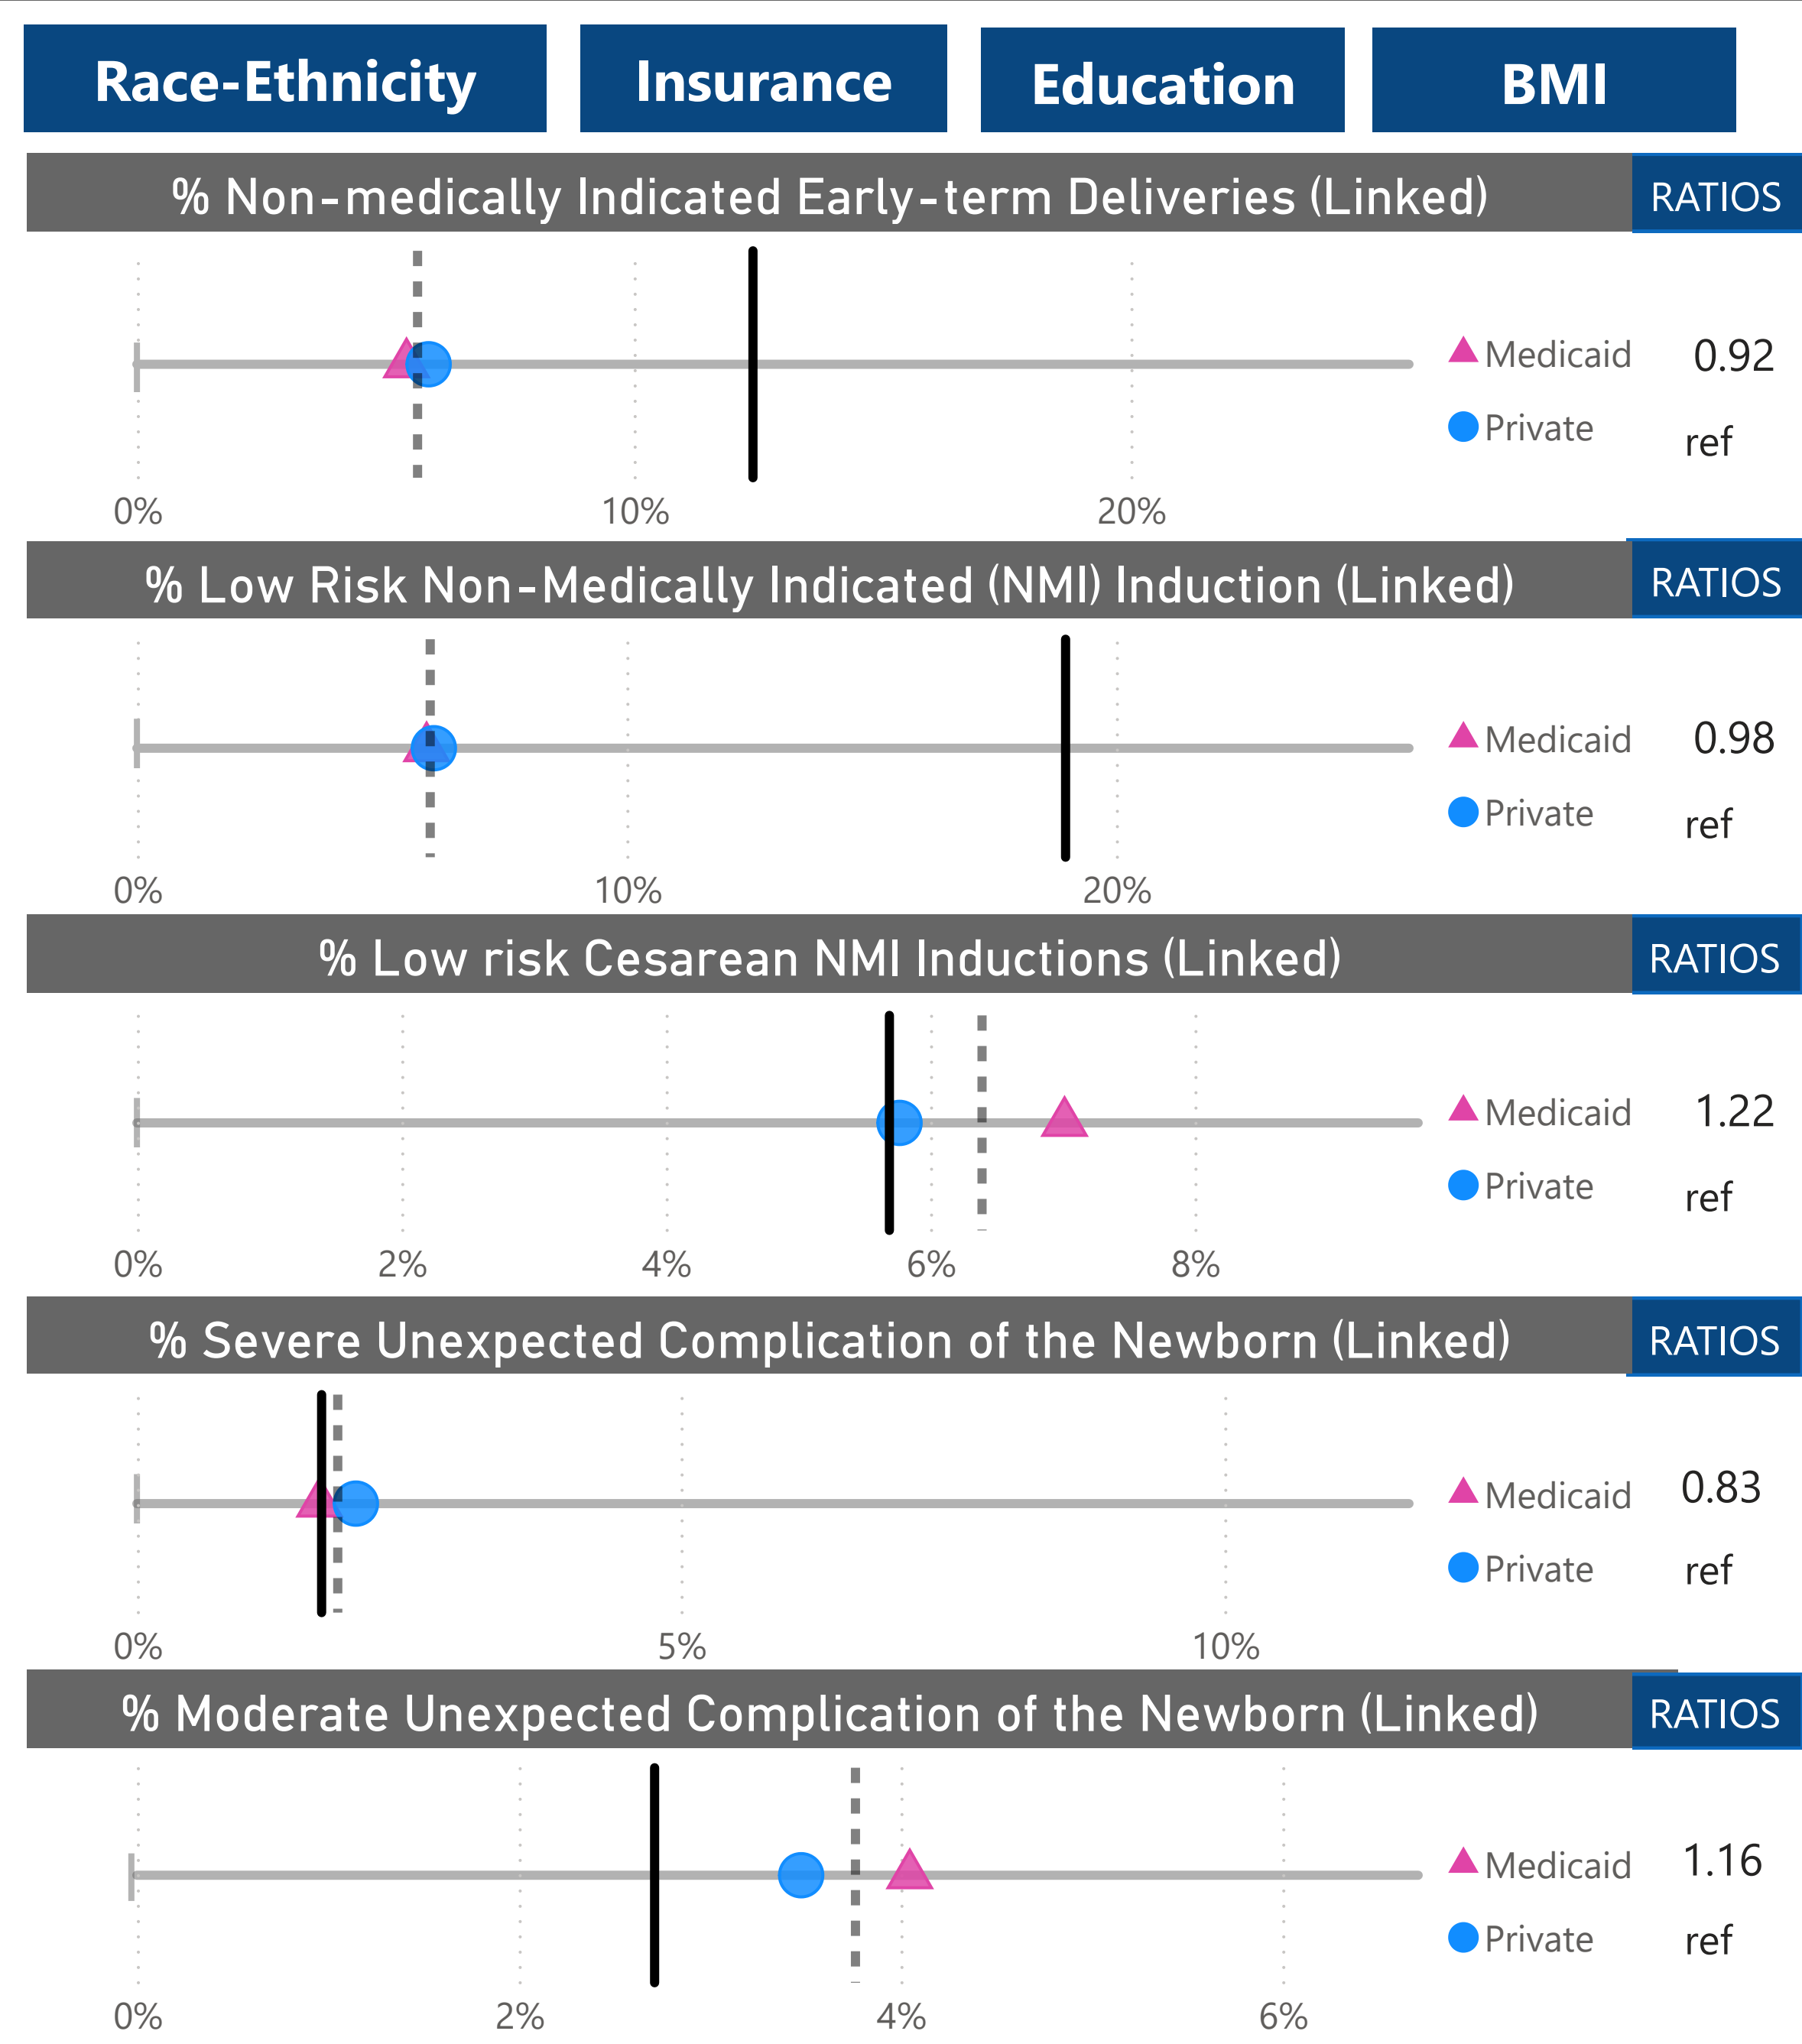 Race-Ethnicity Insurance Education BMI
% Non-medically Indicated Early-term Deliveries (Linked) RATIOS
Medicaid 0.92
Private ref
0% 10% 20%
% Low Risk Non-Medically Indicated (NMI) Induction (Linked) RATIOS
Medicaid 0.98
Private ref
0% 10% 20%
% Low risk Cesarean NMI Inductions (Linked) RATIOS
Medicaid 1.22
Private ref
0% 2% 4% 6% 8%
% Severe Unexpected Complication of the Newborn (Linked) RATIOS
Medicaid 0.83
Private ref
0% 5% 10%
% Moderate Unexpected Complication of the Newborn (Linked) RATIOS
Medicaid 1.16
Private ref
0% 2% 4% 6%